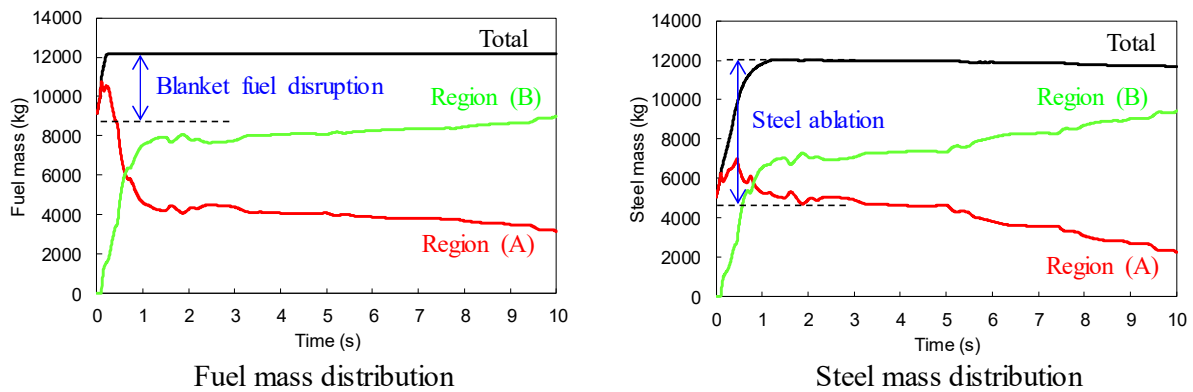 14000
12000
10000
8000
6000
4000
2000
0
Fuel mass (kg)
Total
Blanket fuel disruption
Region (B)
Region (A)
0 1 2 3 4 5 6 7 8 9 10
Time (s)
Fuel mass distribution
14000
12000
10000
8000
6000
4000
2000
0
Steel mass (kg)
Total
Region (B)
Steel ablation
Region (A)
0 1 2 3 4 5 6 7 8 9 10
Time (s)
Steel mass distribution